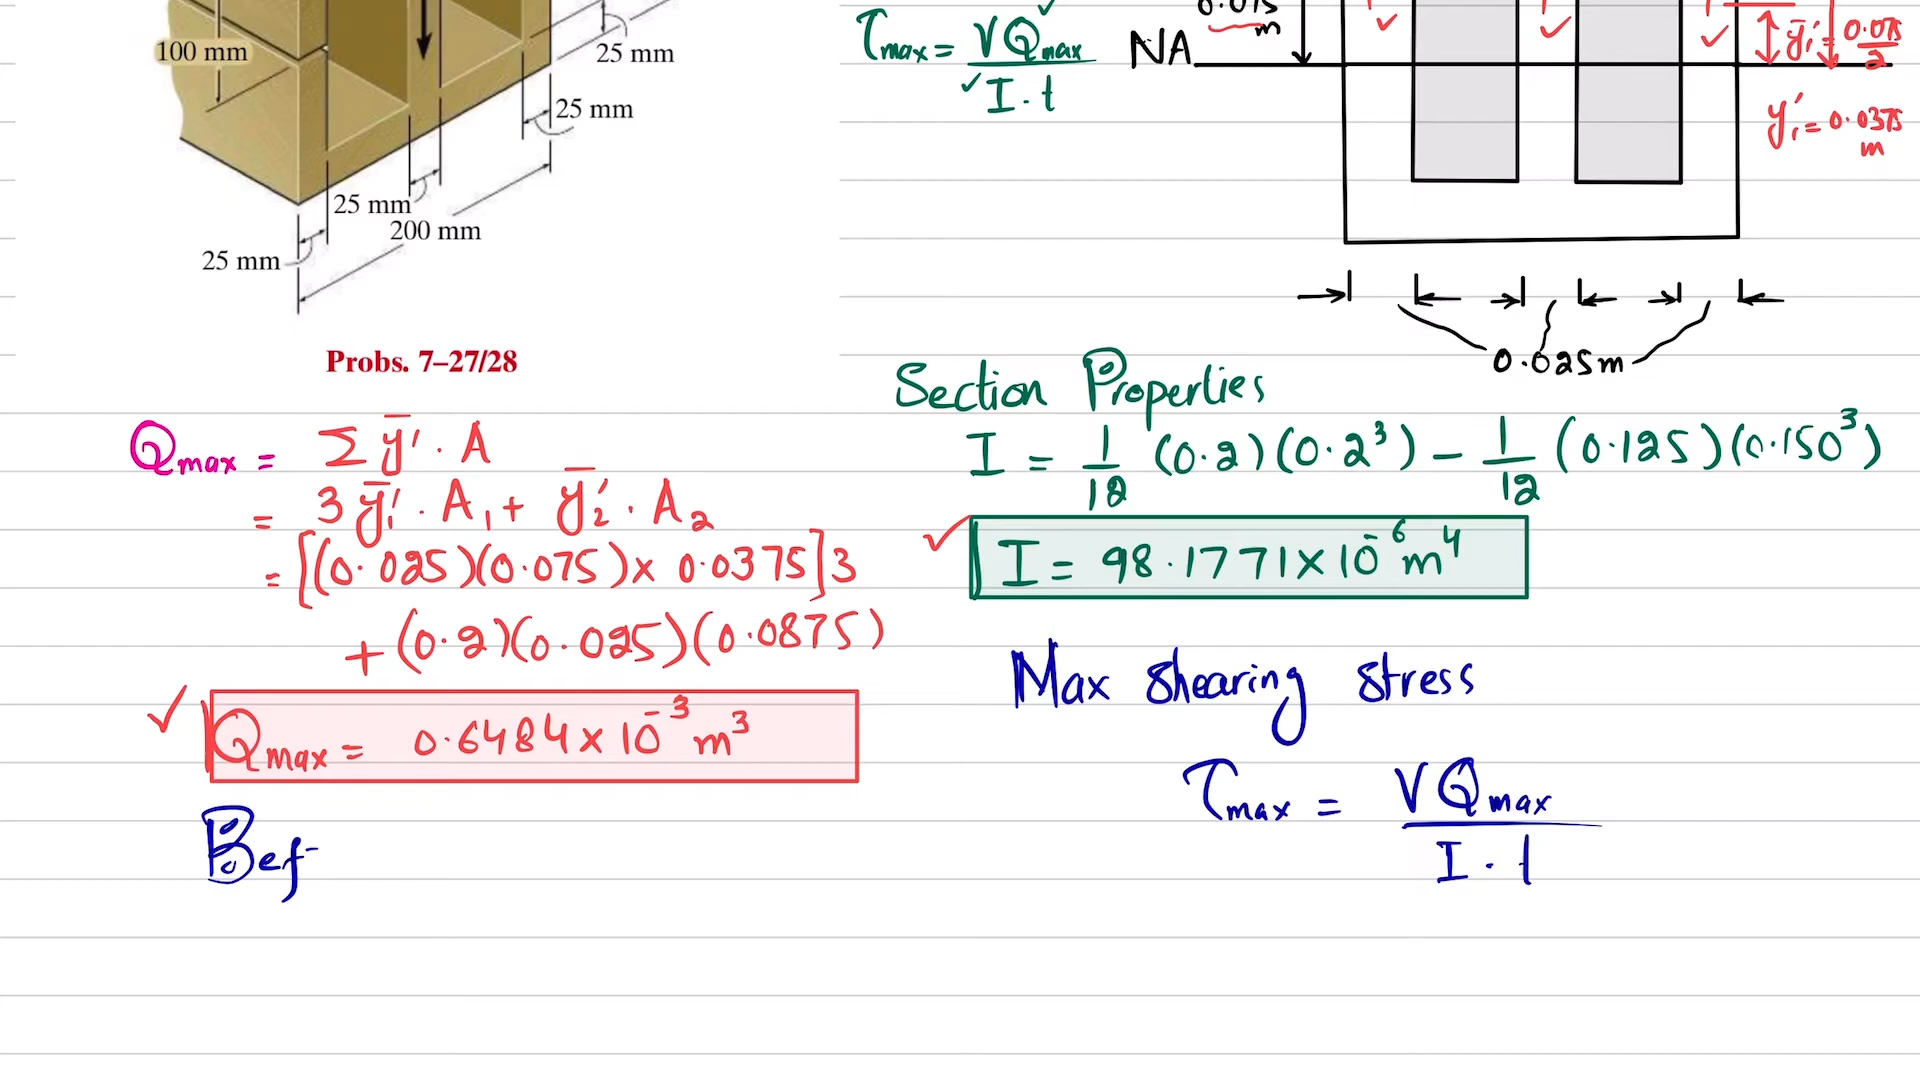 100 mm
25 mm
25 mm
25 mm
200 mm
25 mm
Probs. 7–27/28
τmax = VQmax / I · t
NA
0.075 m
ȳ1' = 0.075 / 2
y1' = 0.0375 m
0.025m
Section Properties
I = 1/12 (0.2)(0.2³) – 1/12 (0.125)(0.150³)
I = 98.1771 × 10⁻⁶ m⁴
Qmax = Σ ȳ' · A
= 3 ȳ1' · A1 + ȳ2' · A2
= [(0.025)(0.075) × 0.0375]3
+ (0.2)(0.025)(0.0875)
Qmax = 0.6484 × 10⁻³ m³
Bef
Max shearing stress
τmax = VQmax / I · t